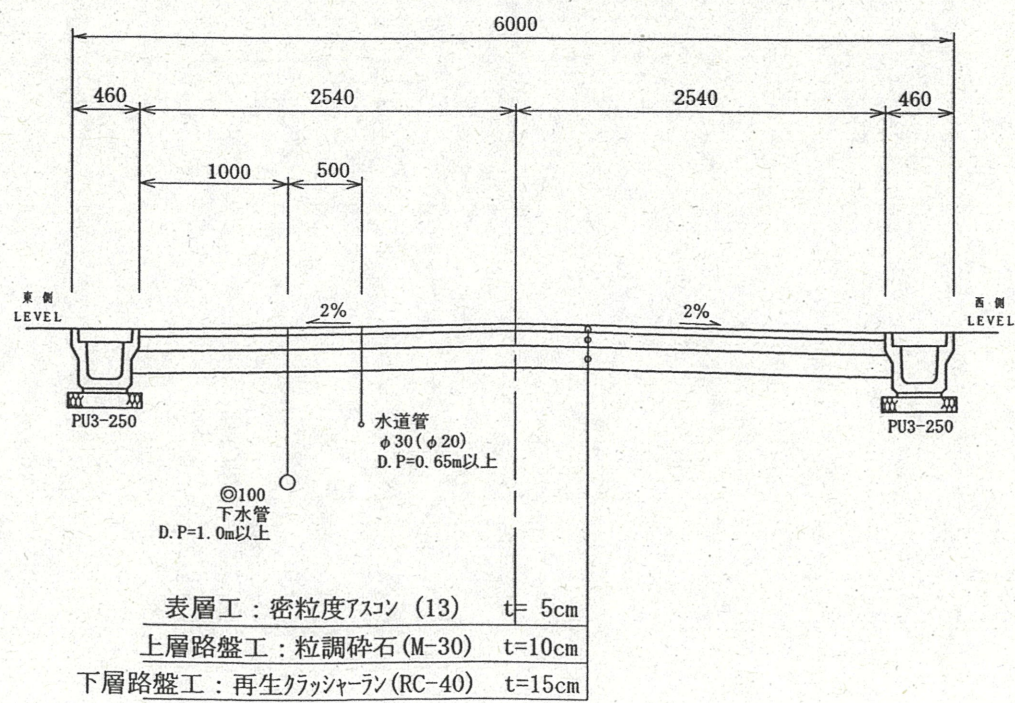 6000
460
2540
2540
460
1000
500
東側
LEVEL
2%
2%
西側
LEVEL
PU3-250
PU3-250
水道管
φ30(φ20)
D.P=0.65m以上
◎100
下水管
D.P=1.0m以上
表層工：密粒度アスコン (13) t= 5cm
上層路盤工：粒調砕石(M-30) t=10cm
下層路盤工：再生クラッシャーラン(RC-40) t=15cm